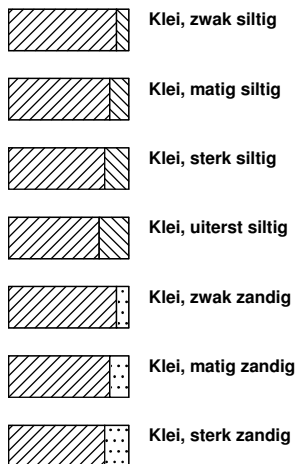 Klei, zwak siltig
Klei, matig siltig
Klei, sterk siltig
Klei, uiterst siltig
Klei, zwak zandig
Klei, matig zandig
Klei, sterk zandig